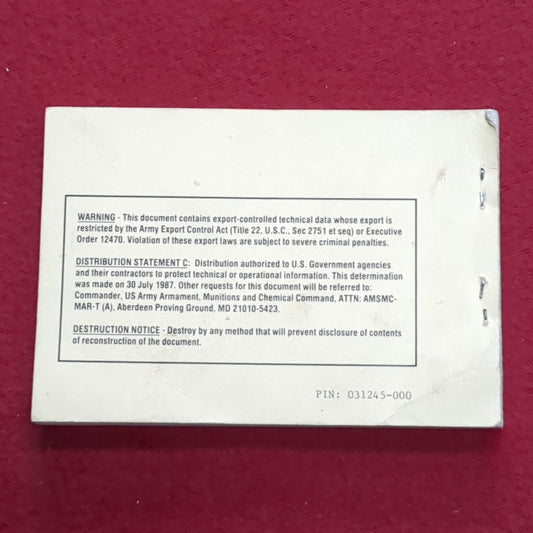 WARNING - This document contains export-controlled technical data whose export is
restricted by the Army Export Control Act (Title 22, U.S.C., Sec 2751 et seq) or Executive
Order 12470. Violation of these export laws are subject to severe criminal penalties.
DISTRIBUTION STATEMENT C: Distribution authorized to U.S. Government agencies
and their contractors to protect technical or operational information. This determination
was made on 30 July 1987. Other requests for this document will be referred to:
Commander, US Army Armament, Munitions and Chemical Command, ATTN: AMSMC-
MAR-T (A), Aberdeen Proving Ground, MD 21010-5423.
DESTRUCTION NOTICE - Destroy by any method that will prevent disclosure of contents
of reconstruction of the document.
PIN: 031245-000